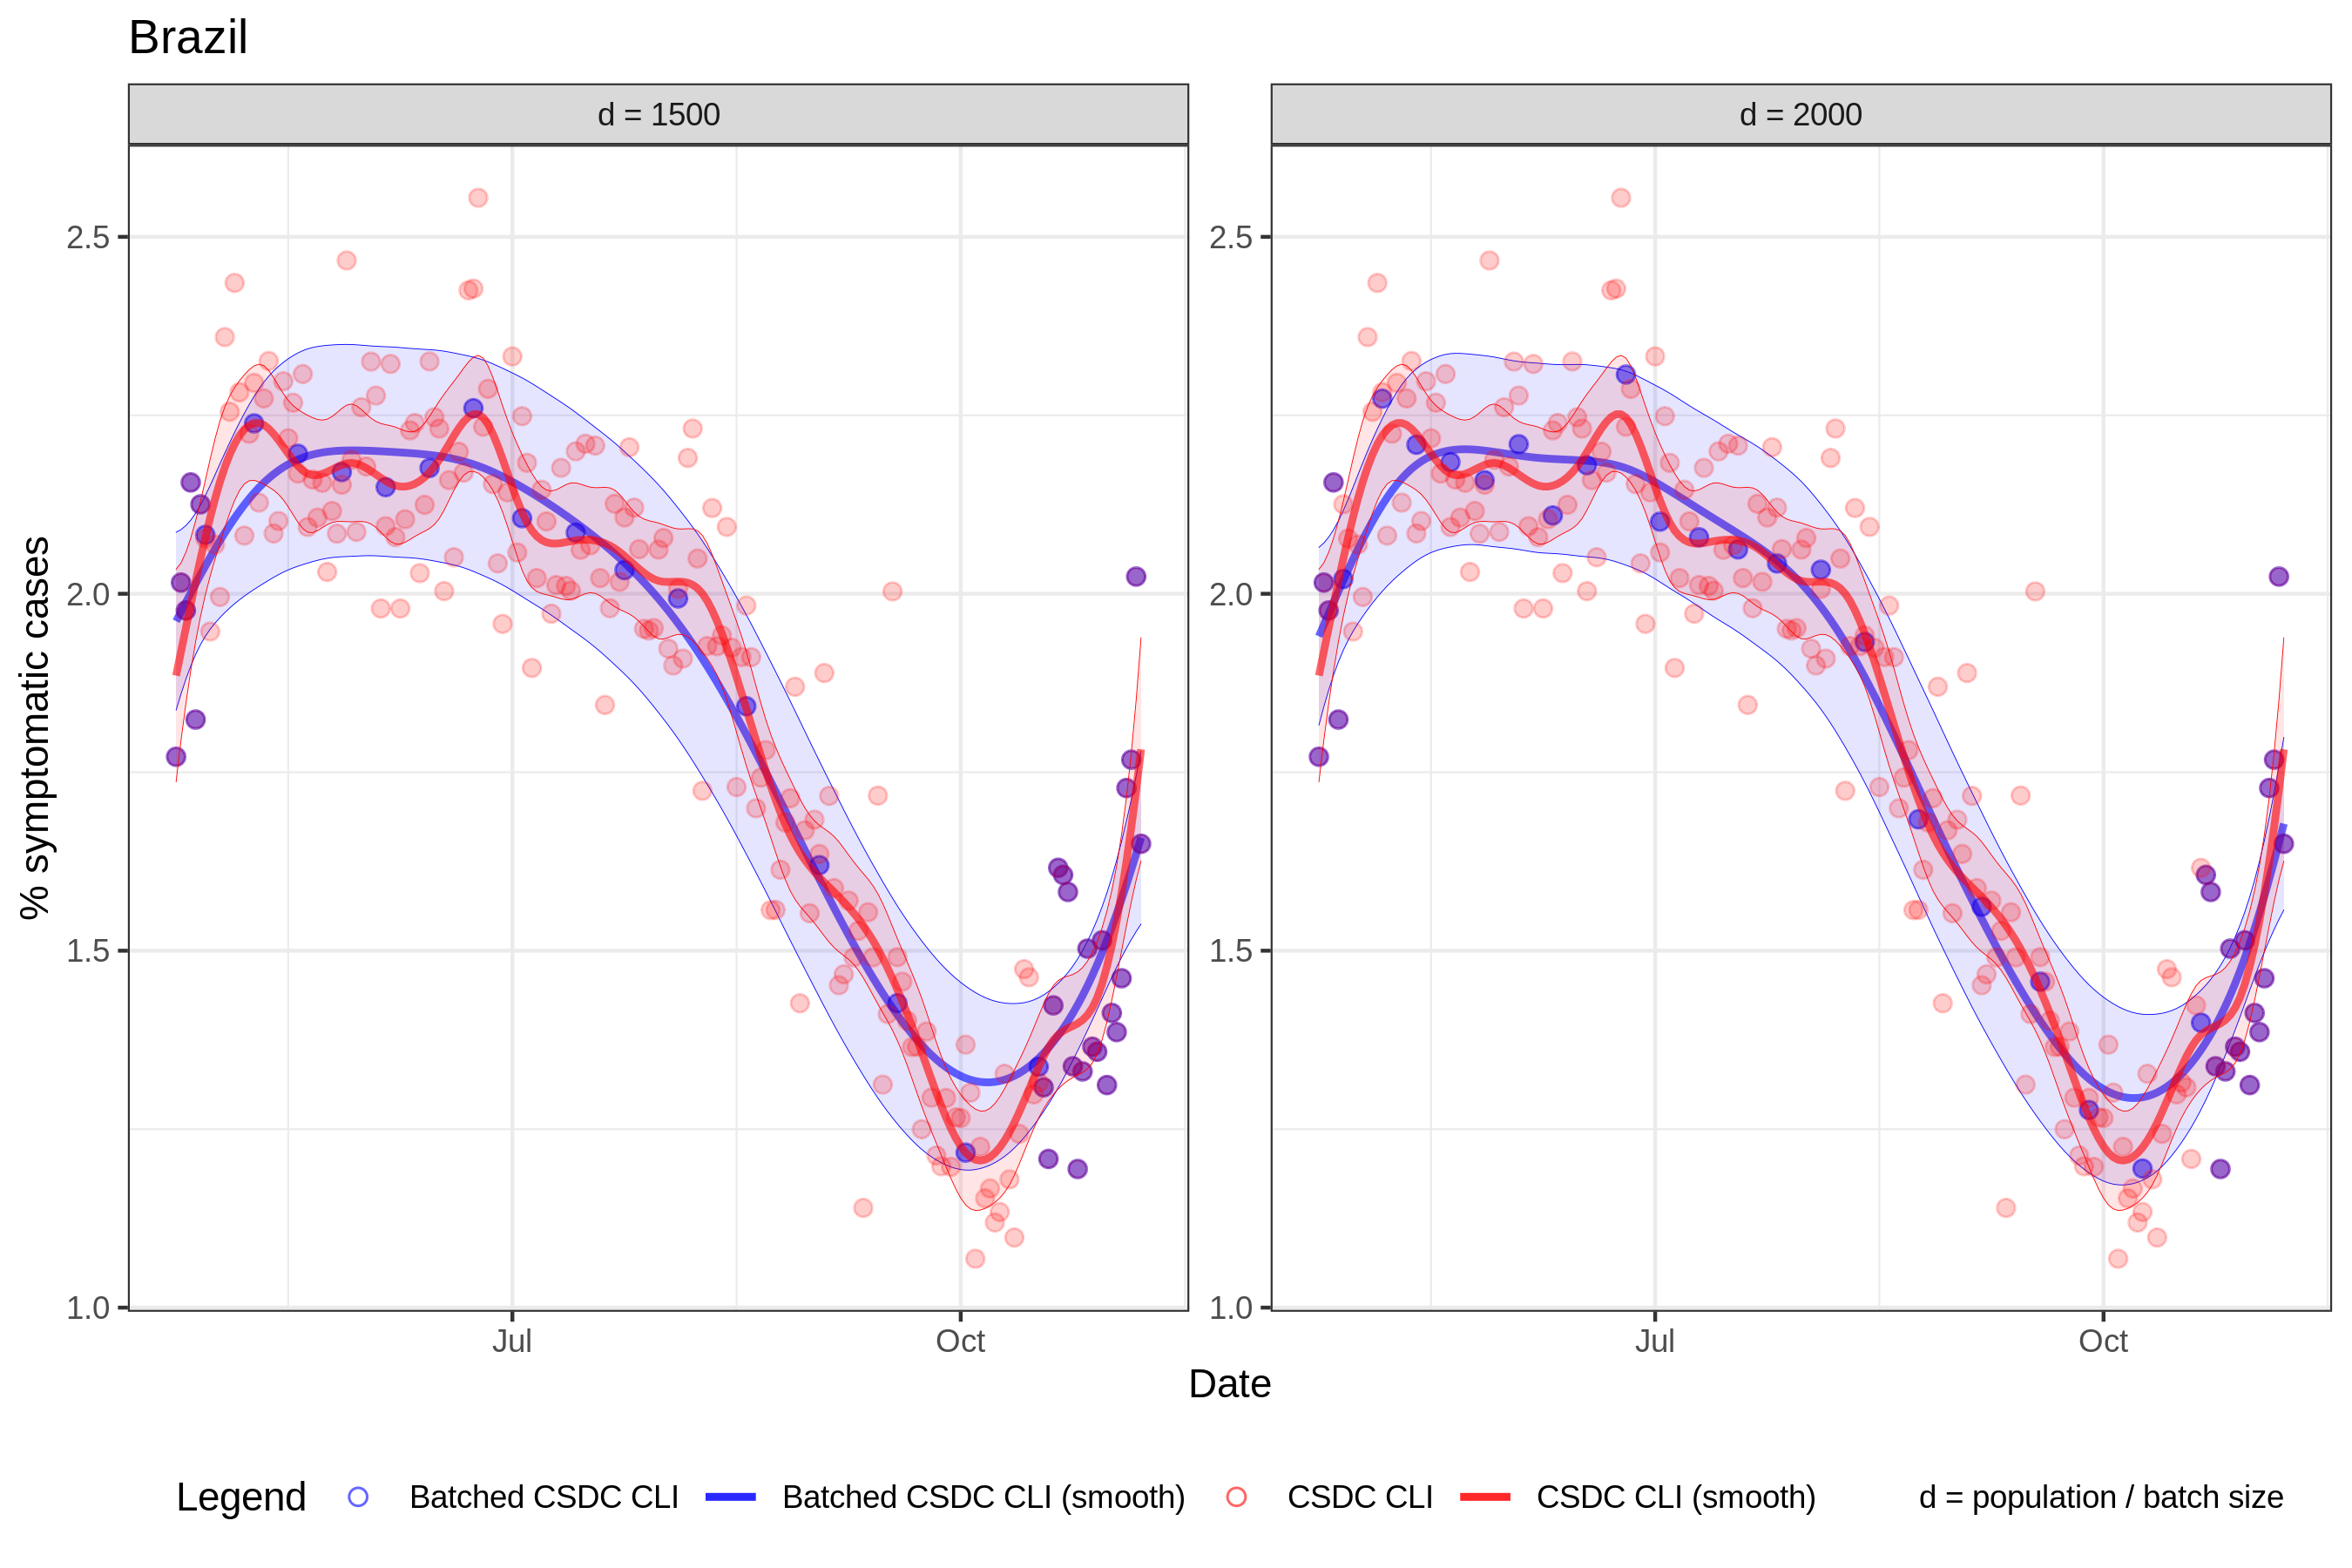 Brazil
d = 1500
d = 2000
% symptomatic cases
2.5
2.0
1.5
1.0
2.5
2.0
1.5
1.0
Jul
Oct
Jul
Oct
Date
Legend
Batched CSDC CLI
Batched CSDC CLI (smooth)
CSDC CLI
CSDC CLI (smooth)
d = population / batch size